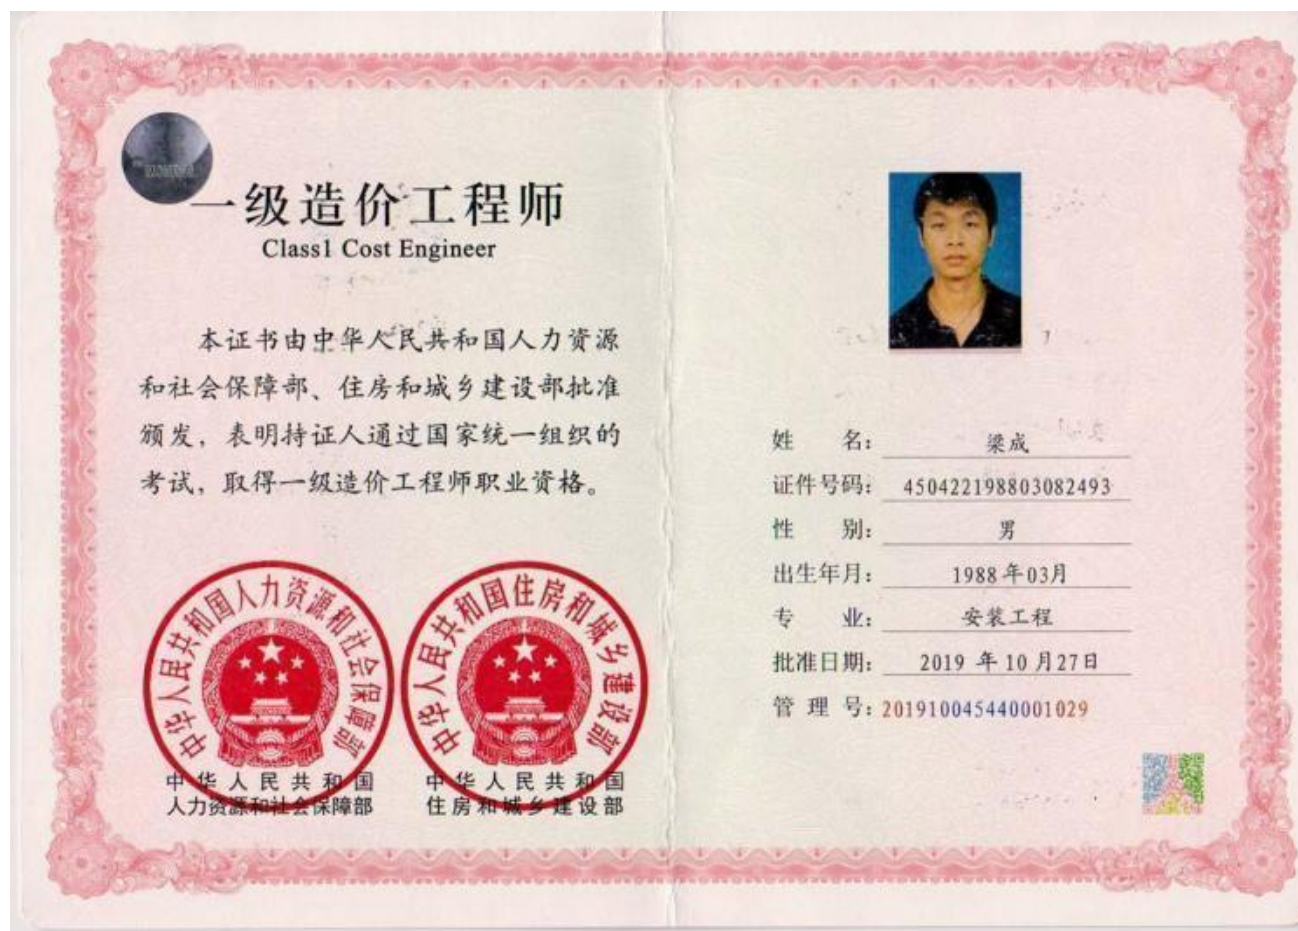 一级造价工程师
Class1 Cost Engineer
本证书由中华人民共和国人力资源
和社会保障部、住房和城乡建设部批准
颁发，表明持证人通过国家统一组织的
考试，取得一级造价工程师职业资格。
中华人民共和国人力资源和社会保障部
中华人民共和国住房和城乡建设部
中华人民共和国
人力资源和社会保障部
中华人民共和国
住房和城乡建设部
姓 名： 梁成
证件号码： 450422198803082493
性 别： 男
出生年月： 1988年03月
专 业： 安装工程
批准日期： 2019 年 10 月27日
管 理 号： 201910045440001029